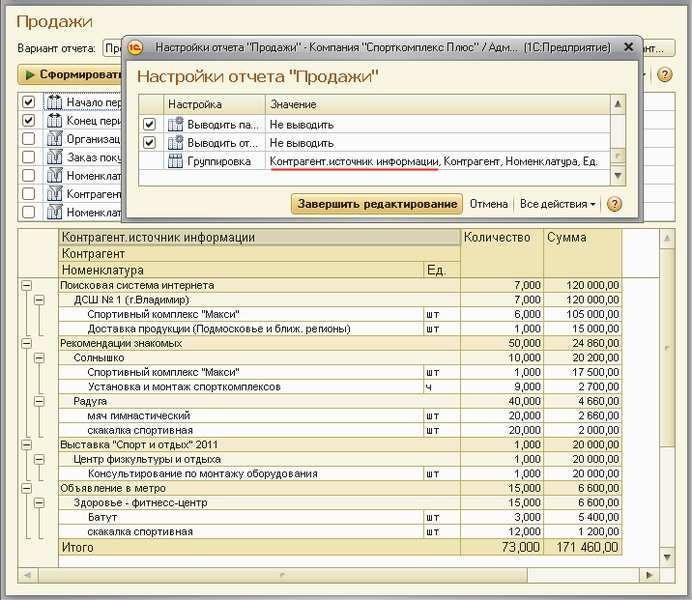 Продажи
Вариант отчета:
Настройки отчета "Продажи" - Компания "Спорткомплекс Плюс" / Адм... (1С:Предприятие)
Сформировать
Настройки отчета "Продажи"
Настройка Значение
Выводить па... Не выводить
Выводить от... Не выводить
Группировка Контрагент.источник информации, Контрагент, Номенклатура, Ед.
Завершить редактирование Отмена Все действия
Начало пер
Конец пери
Организац
Заказ поку
Номенклат
Контрагент
Номенклат
Контрагент.источник информации Количество Сумма
Контрагент
Номенклатура Ед.
Поисковая система интернета 7,000 120 000,00
ДСШ № 1 (г.Владимир) 7,000 120 000,00
Спортивный комплекс "Макси" шт 6,000 105 000,00
Доставка продукции (Подмосковье и ближ. регионы) шт 1,000 15 000,00
Рекомендации знакомых 50,000 24 860,00
Солнышко 10,000 20 200,00
Спортивный комплекс "Макси" шт 1,000 17 500,00
Установка и монтаж спорткомплексов ч 9,000 2 700,00
Радуга 40,000 4 660,00
мяч гимнастический шт 20,000 2 660,00
скакалка спортивная шт 20,000 2 000,00
Выставка "Спорт и отдых" 2011 1,000 20 000,00
Центр физкультуры и отдыха 1,000 20 000,00
Консультирование по монтажу оборудования шт 1,000 20 000,00
Объявление в метро 15,000 6 600,00
Здоровье - фитнесс-центр 15,000 6 600,00
Батут шт 3,000 5 400,00
скакалка спортивная шт 12,000 1 200,00
Итого 73,000 171 460,00